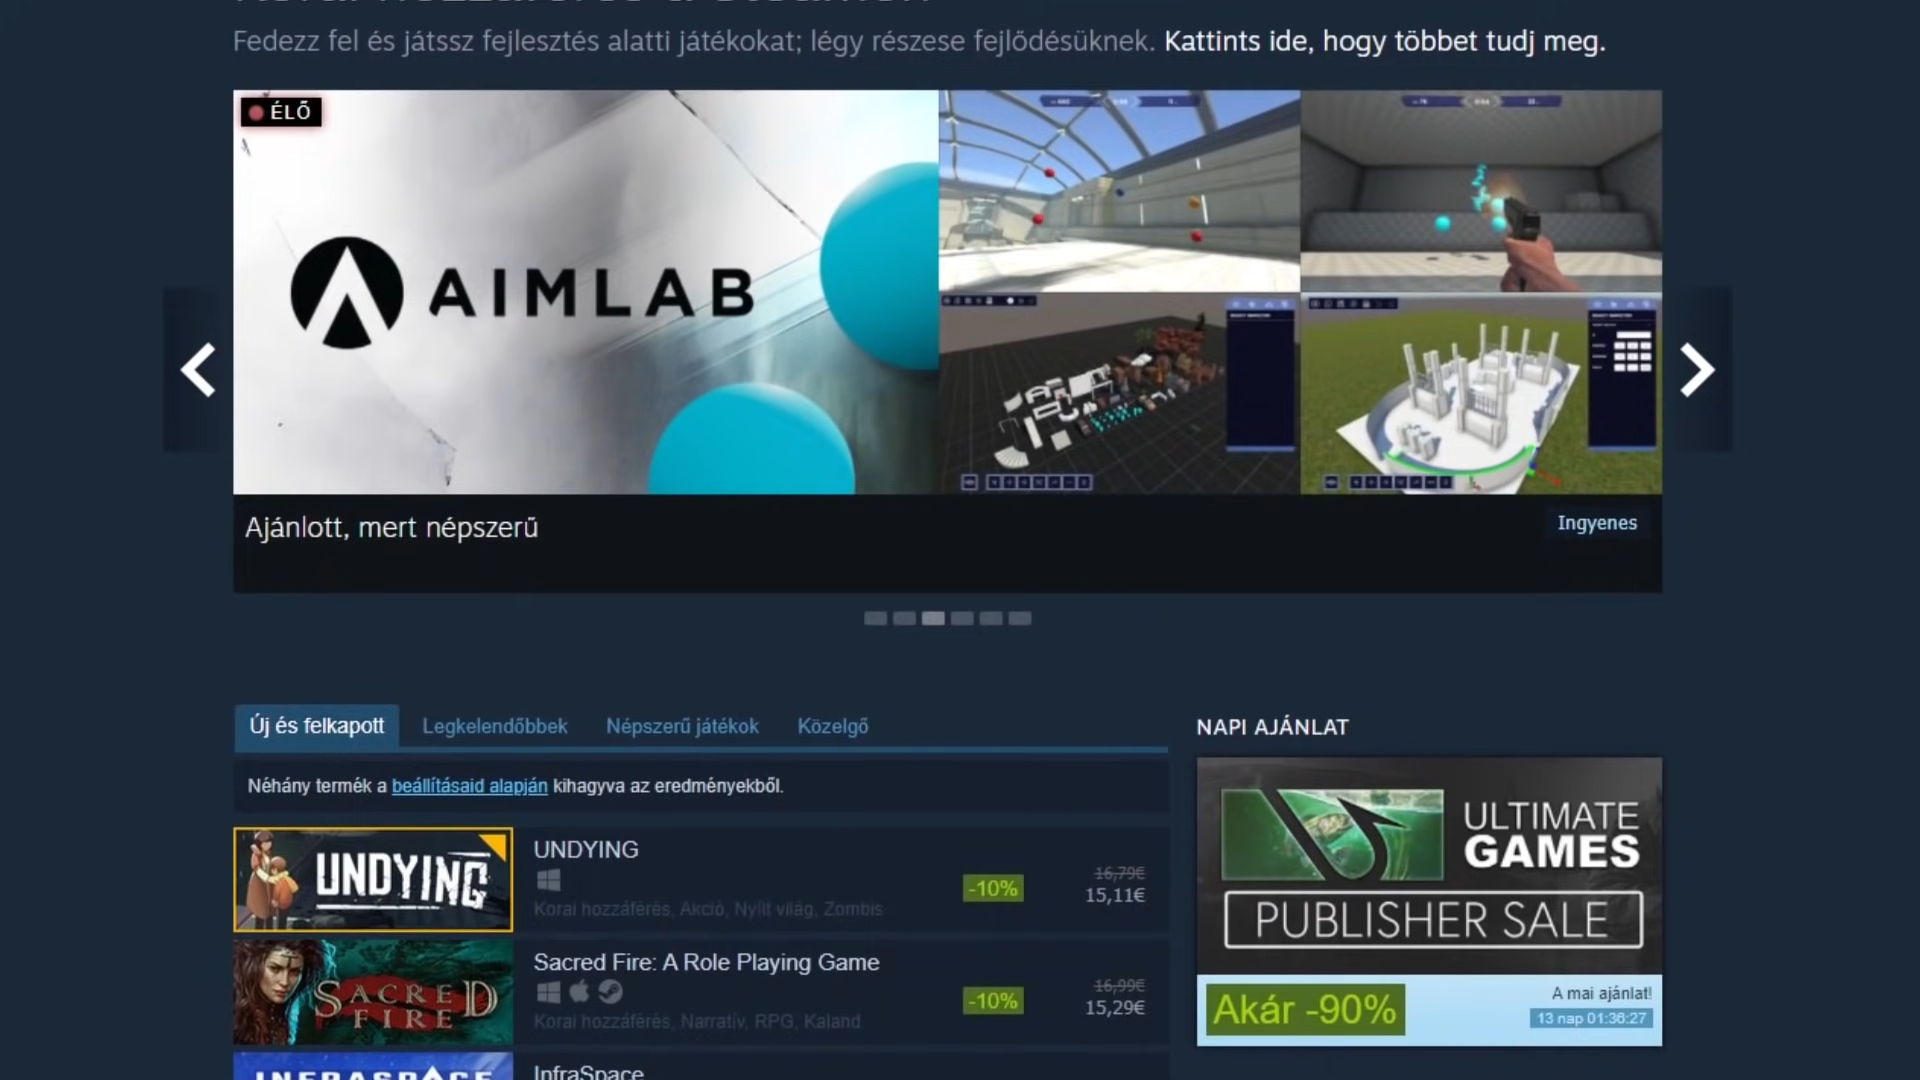 Fedezz fel és játssz fejlesztés alatti játékokat; légy részese fejlődésüknek. Kattints ide, hogy többet tudj meg.
ÉLŐ
AIMLAB
Ajánlott, mert népszerű
Ingyenes
Új és felkapott
Legkelendőbbek
Népszerű játékok
Közelgő
NAPI AJÁNLAT
Néhány termék a beállításaid alapján kihagyva az eredményekből.
UNDYING
UNDYING
-10%
16,79€
15,11€
Korai hozzáférés, Akció, Nyílt világ, Zombis
SACRED
FIRE
Sacred Fire: A Role Playing Game
-10%
16,99€
15,29€
Korai hozzáférés, Narratív, RPG, Kaland
ULTIMATE
GAMES
PUBLISHER SALE
Akár -90%
A mai ajánlat!
13 nap 01:36:27
INFRASPACE
InfraSpace